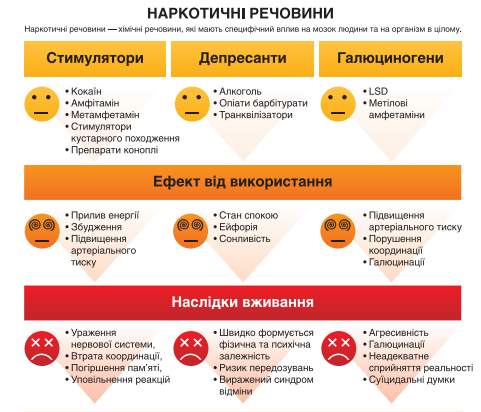 НАРКОТИЧНІ РЕЧОВИНИ
Наркотичні речовини — хімічні речовини, які мають специфічний вплив на мозок людини та на організм в цілому.
Стимулятори
• Кокаїн
• Амфітамін
• Метамфетамін
• Стимулятори
кустарного походження
• Препарати коноплі
Депресанти
• Алкоголь
• Опіати барбітурати
• Транквілізатори
Галюциногени
• LSD
• Метілові
амфетаміни
Ефект від використання
• Прилив енергії
• Збудження
• Підвищення
артеріального
тиску
• Стан спокою
• Ейфорія
• Сонливість
• Підвищення
артеріального тиску
• Порушення
координації
• Галюцинації
Наслідки вживання
• Ураження
нервової системи,
• Втрата координації,
• Погіршення пам'яті,
• Уповільнення реакцій
• Швидко формується
фізична та психічна
залежність
• Ризик передозувань
• Виражений синдром
відміни
• Агресивність
• Галюцинації
• Неадекватне
сприйняття реальності
• Суїцидальні думки